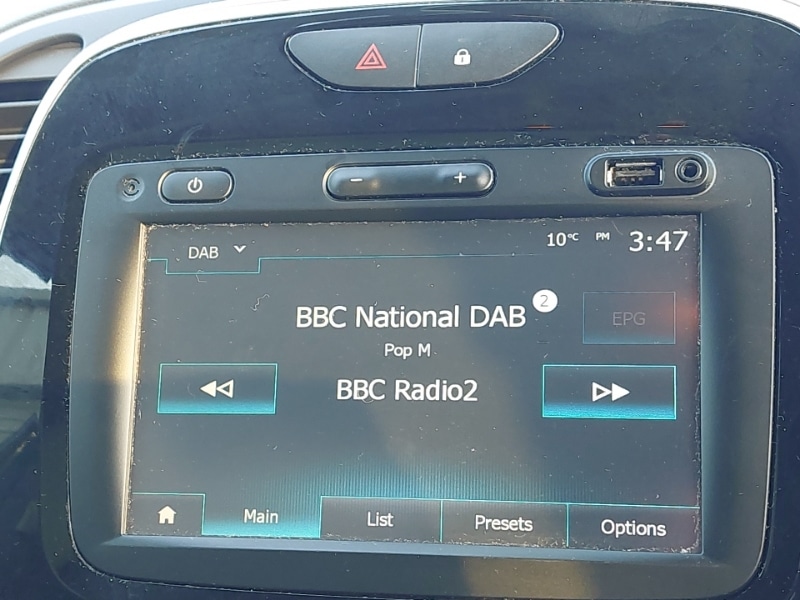 − +
DAB 10°C PM 3:47
BBC National DAB 2
EPG
Pop M
BBC Radio2
Main List Presets Options